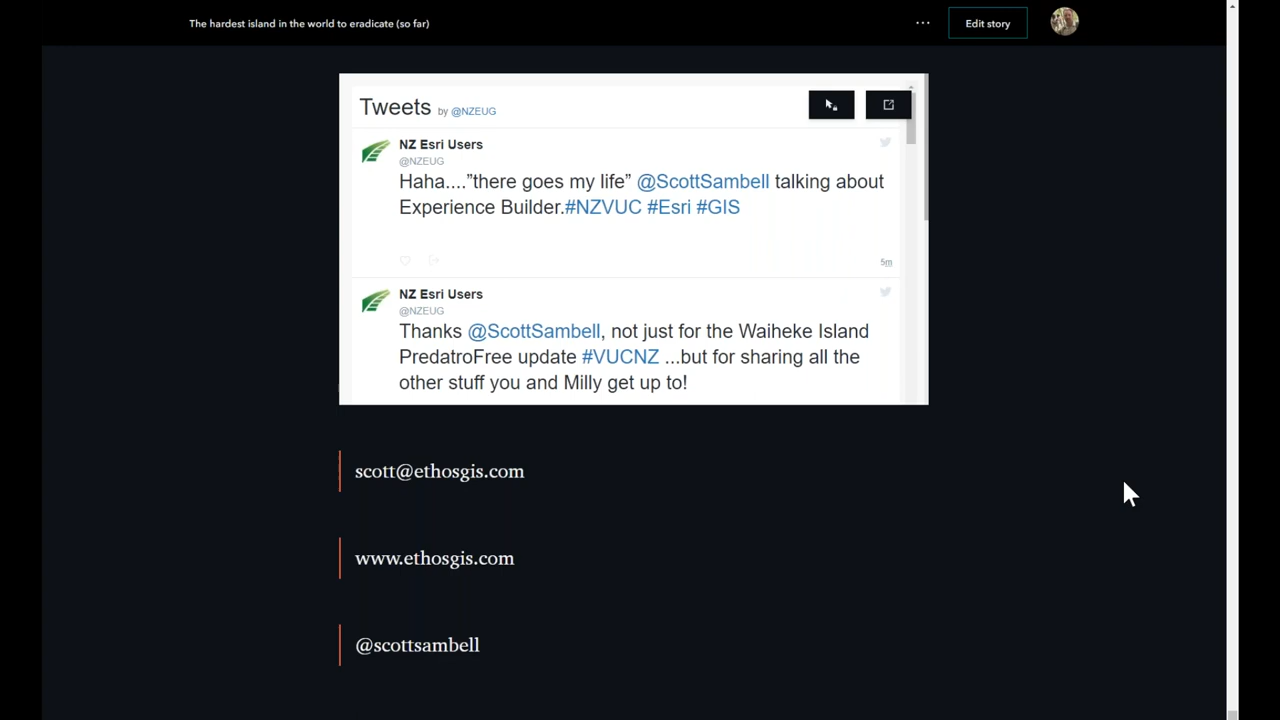 The hardest island in the world to eradicate (so far)
Edit story
Tweets by @NZEUG
NZ Esri Users
@NZEUG
Haha....”there goes my life” @ScottSambell talking about
Experience Builder.#NZVUC #Esri #GIS
5m
NZ Esri Users
@NZEUG
Thanks @ScottSambell, not just for the Waiheke Island
PredatroFree update #VUCNZ ...but for sharing all the
other stuff you and Milly get up to!
scott@ethosgis.com
www.ethosgis.com
@scottsambell